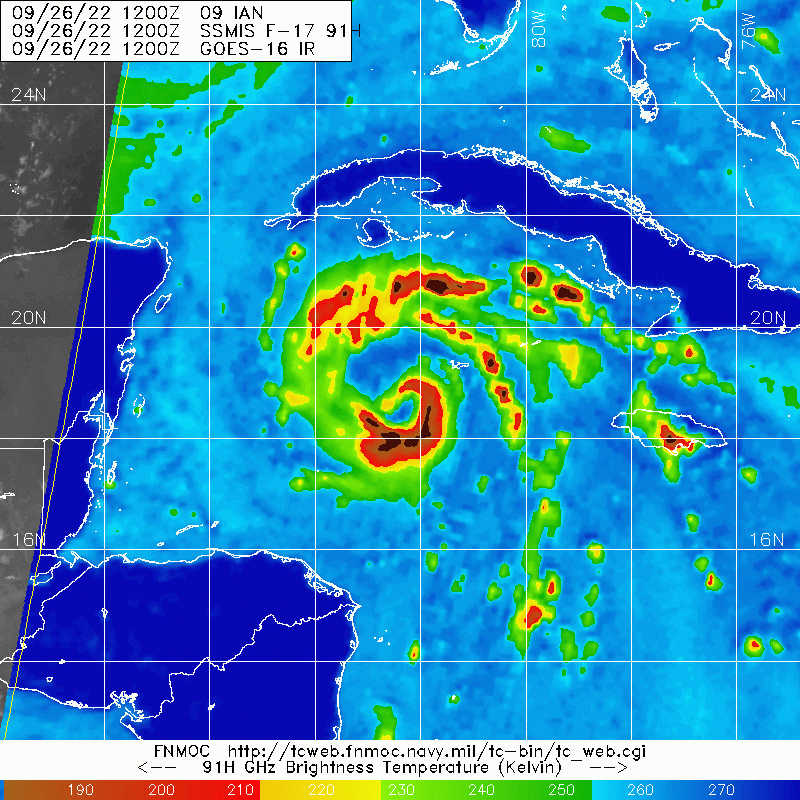 09/26/22 1200Z 09 IAN
09/26/22 1200Z SSMIS F-17 91H
09/26/22 1200Z GOES-16 IR
80W 76W
24N 24N
20N 20N
16N 16N
FNMOC http://tcweb.fnmoc.navy.mil/tc-bin/tc_web.cgi
<-- 91H GHz Brightness Temperature (Kelvin) -->
190 200 210 220 230 240 250 260 270